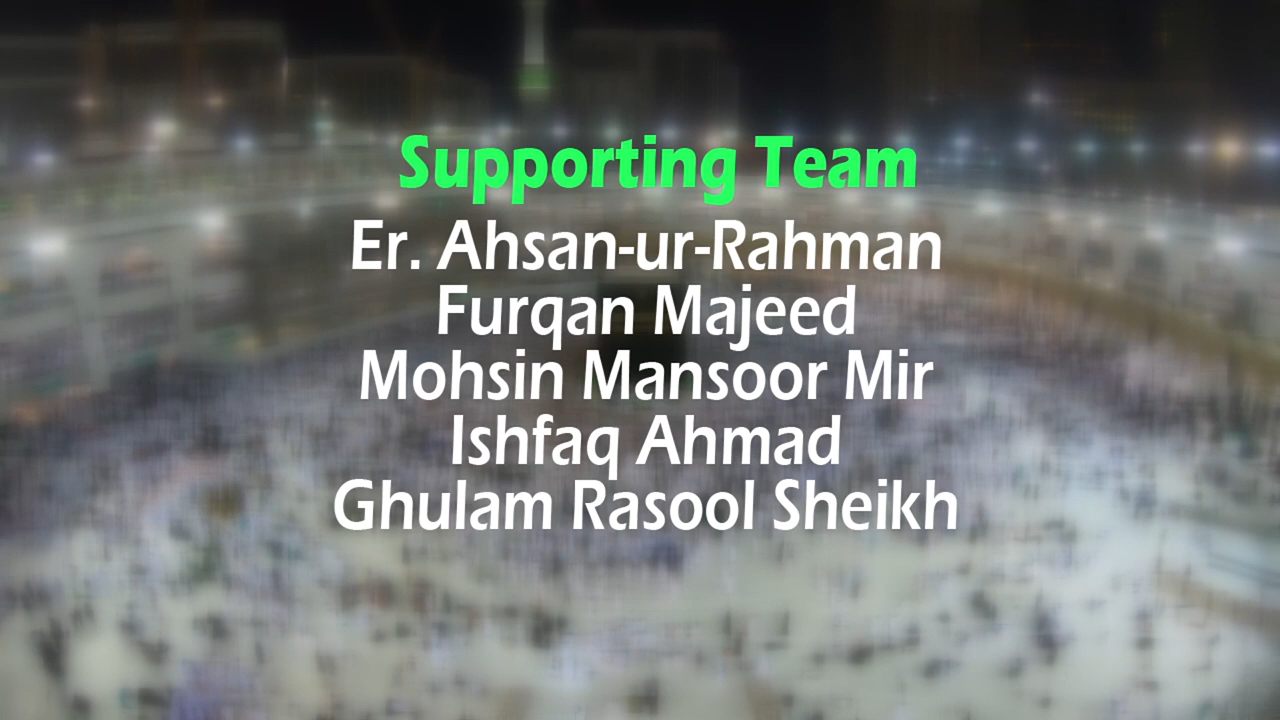 Supporting Team
Er. Ahsan-ur-Rahman
Furqan Majeed
Mohsin Mansoor Mir
Ishfaq Ahmad
Ghulam Rasool Sheikh